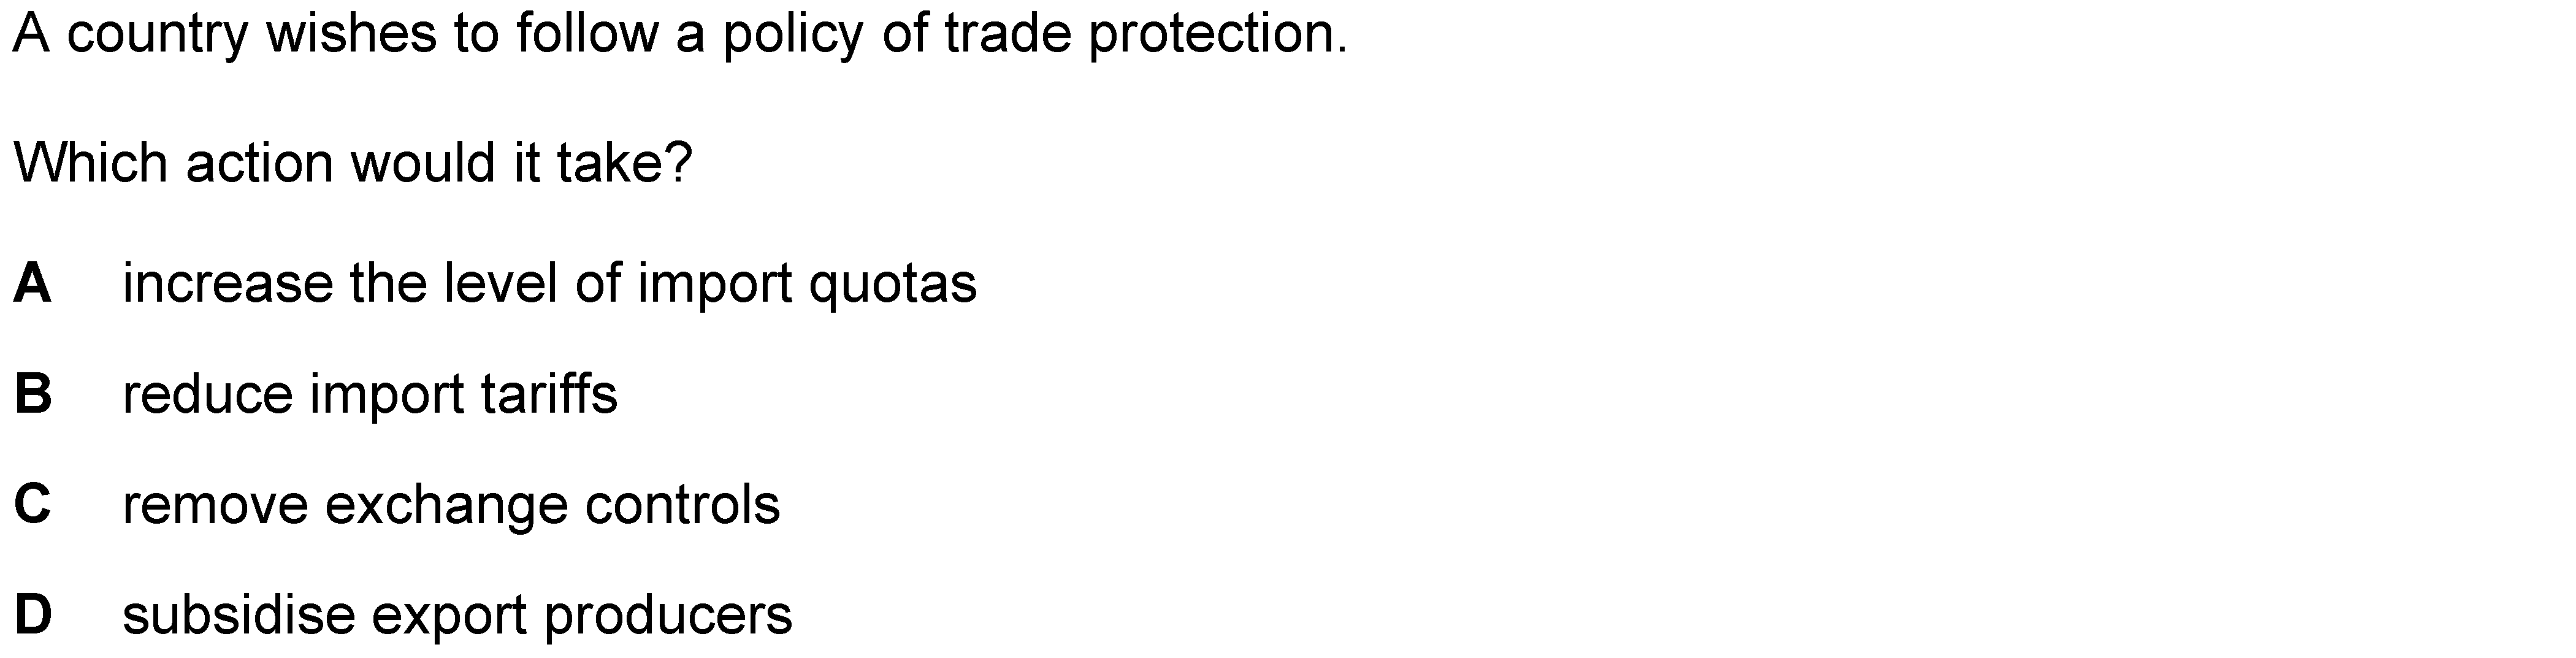 A country wishes to follow a policy of trade protection.
Which action would it take?
A increase the level of import quotas
B reduce import tariffs
C remove exchange controls
D subsidise export producers